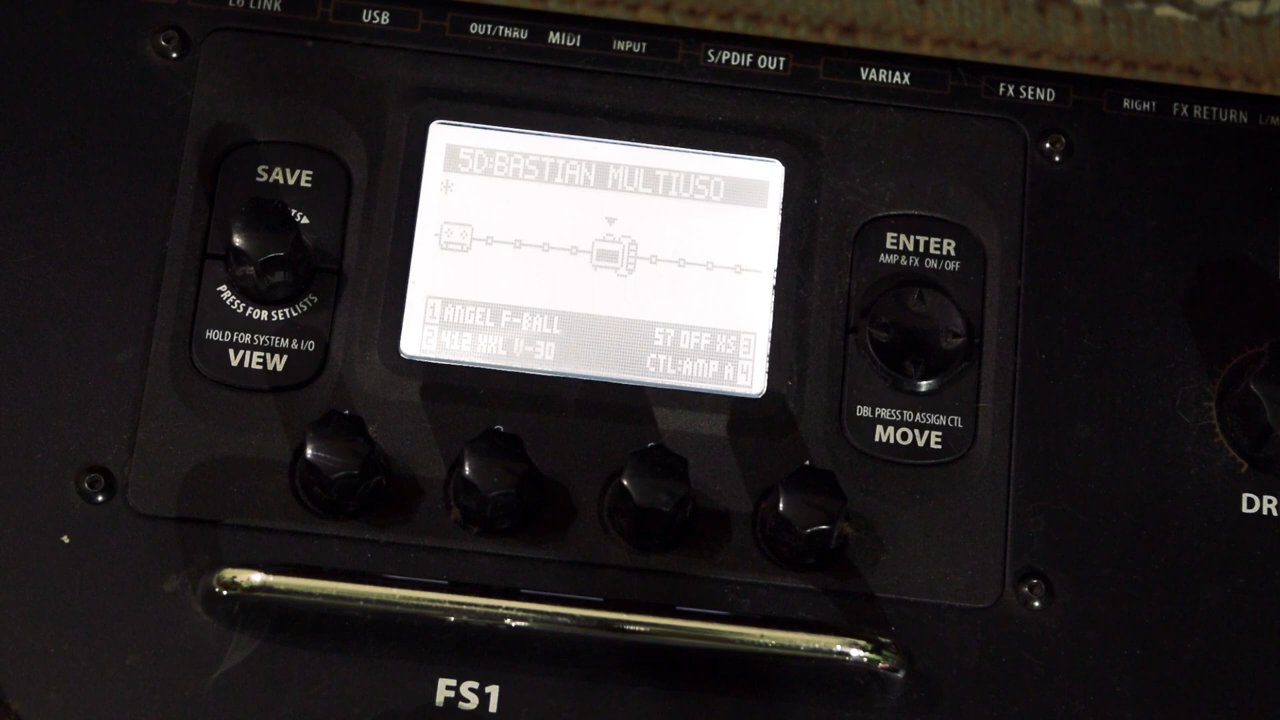 L6 LINK
USB
OUT/THRU MIDI INPUT
S/PDIF OUT
VARIAX
FX SEND
RIGHT FX RETURN L/M
SAVE
PRESS FOR SETLISTS
HOLD FOR SYSTEM & I/O
VIEW
5D:BASTIAN MULTIUSO
*
1 ANGEL F-BALL
57 OFF XS 3
2 412 XXL V-30
CTL:AMP A 4
ENTER
AMP & FX ON/OFF
DBL PRESS TO ASSIGN CTL
MOVE
DR
FS1